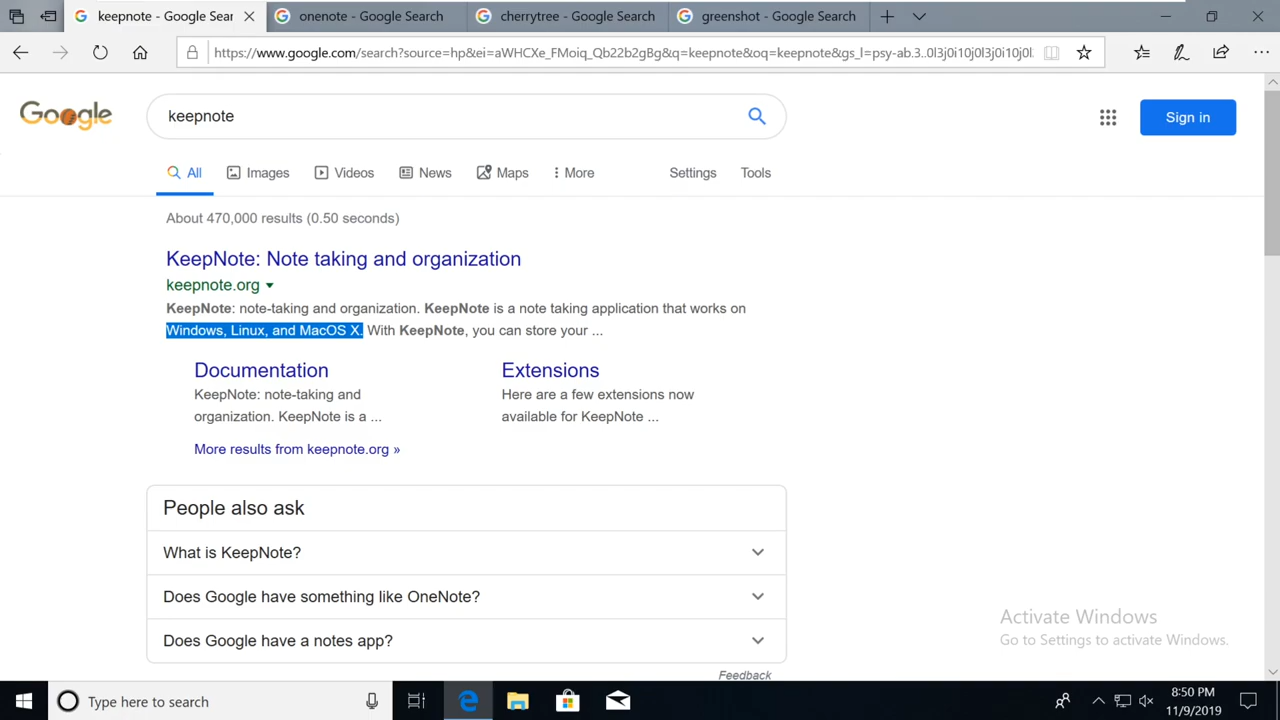 keepnote - Google Sear
onenote - Google Search
cherrytree - Google Search
greenshot - Google Search
https://www.google.com/search?source=hp&ei=aWHCXe_FMoiq_Qb22b2gBg&q=keepnote&oq=keepnote&gs_l=psy-ab.3..0l3j0i10j0l3j0i10j0l.
Google
keepnote
Sign in
All Images Videos News Maps More Settings Tools
About 470,000 results (0.50 seconds)
KeepNote: Note taking and organization
keepnote.org
KeepNote: note-taking and organization. KeepNote is a note taking application that works on
Windows, Linux, and MacOS X. With KeepNote, you can store your ...
Documentation
KeepNote: note-taking and
organization. KeepNote is a ...
Extensions
Here are a few extensions now
available for KeepNote ...
More results from keepnote.org »
People also ask
What is KeepNote?
Does Google have something like OneNote?
Does Google have a notes app?
Feedback
Activate Windows
Go to Settings to activate Windows.
Type here to search
8:50 PM
11/9/2019